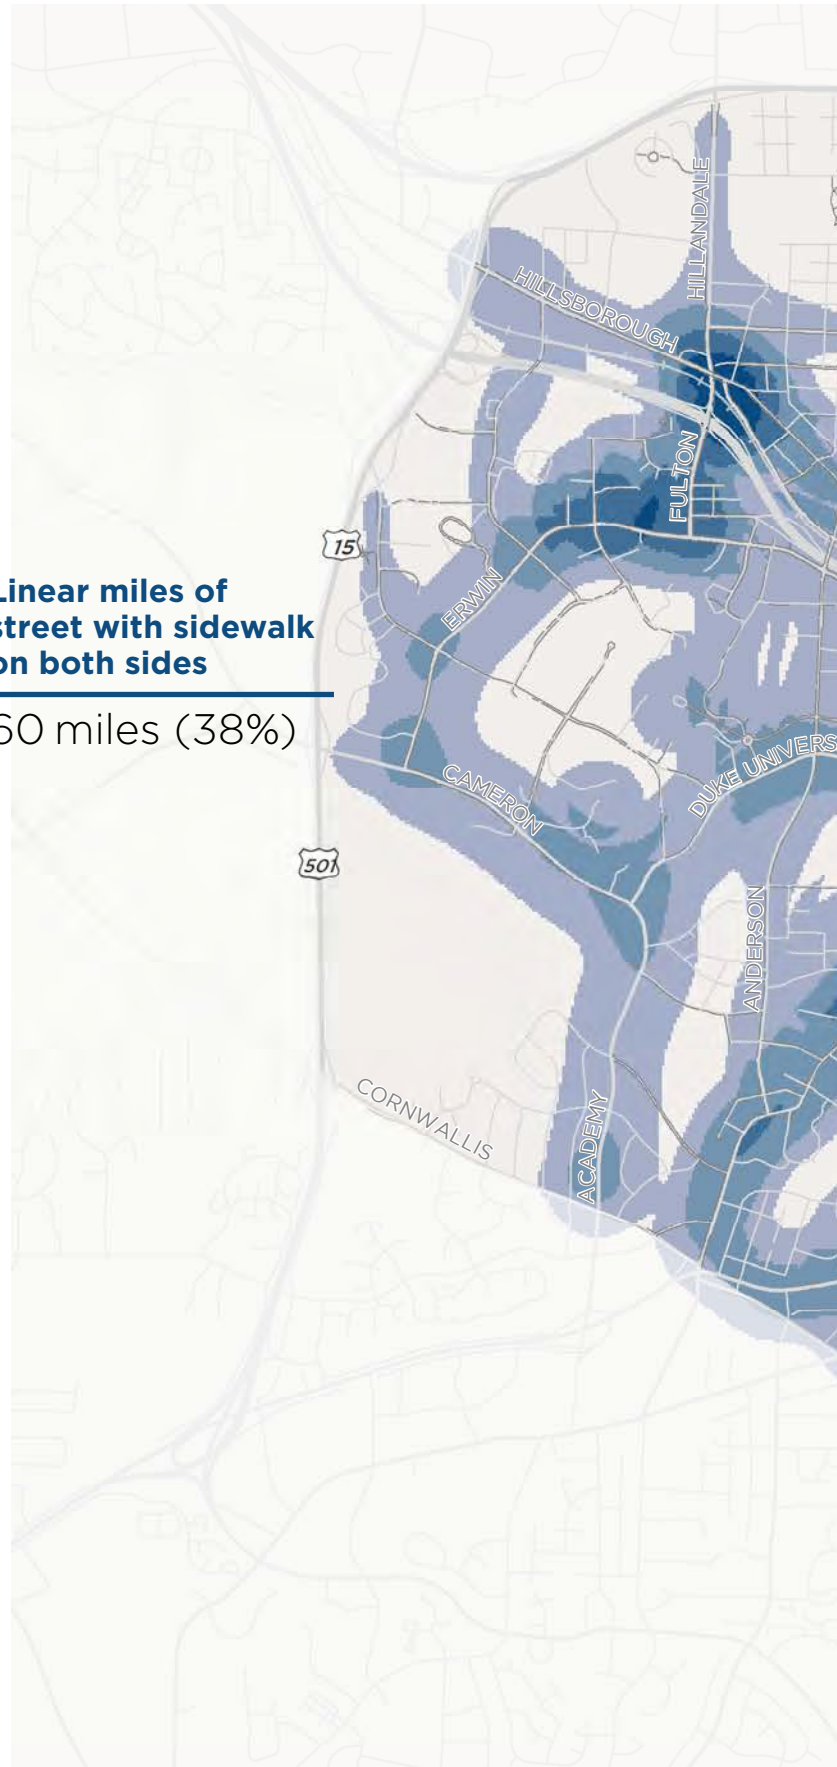 HILLANDALE
HILLSBOROUGH
FULTON
15
Linear miles of
street with sidewalk
on both sides
ERWIN
60 miles (38%)
CAMERON
DUKE UNIVERS
501
ANDERSON
CORNWALLIS
ACADEMY